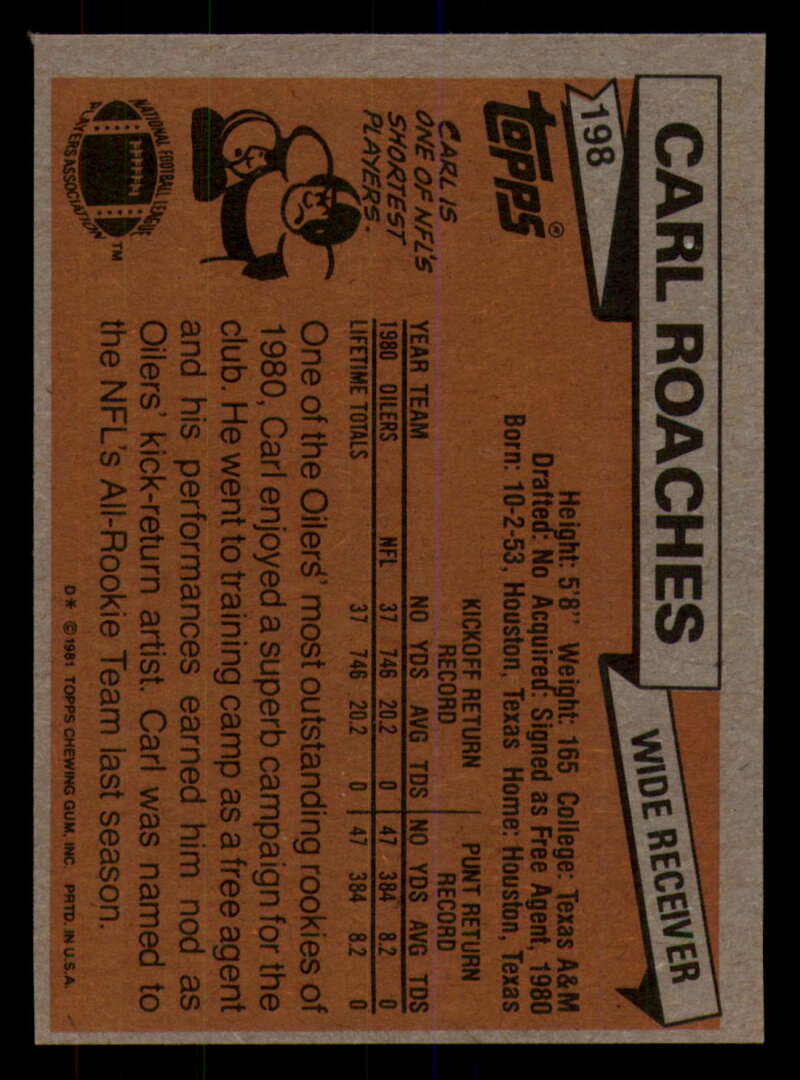 198
CARL ROACHES
WIDE RECEIVER
TOPPS®
Height: 5'8" Weight: 165 College: Texas A&M
Drafted: No Acquired: Signed as Free Agent, 1980
Born: 10-2-53, Houston, Texas Home: Houston, Texas
KICKOFF RETURN RECORD PUNT RETURN RECORD
YEAR TEAM NO YDS AVG TDS NO YDS AVG TDS
1980 OILERS NFL 37 746 20.2 0 47 384 8.2 0
LIFETIME TOTALS 37 746 20.2 0 47 384 8.2 0
CARL IS
ONE OF NFL'S
SHORTEST
PLAYERS.
One of the Oilers' most outstanding rookies of
1980, Carl enjoyed a superb campaign for the
club. He went to training camp as a free agent
and his performances earned him nod as
Oilers' kick-return artist. Carl was named to
the NFL's All-Rookie Team last season.
NATIONAL FOOTBALL LEAGUE
PLAYERS ASSOCIATION
TM
D* © 1981 TOPPS CHEWING GUM, INC. PRTD. IN U.S.A.